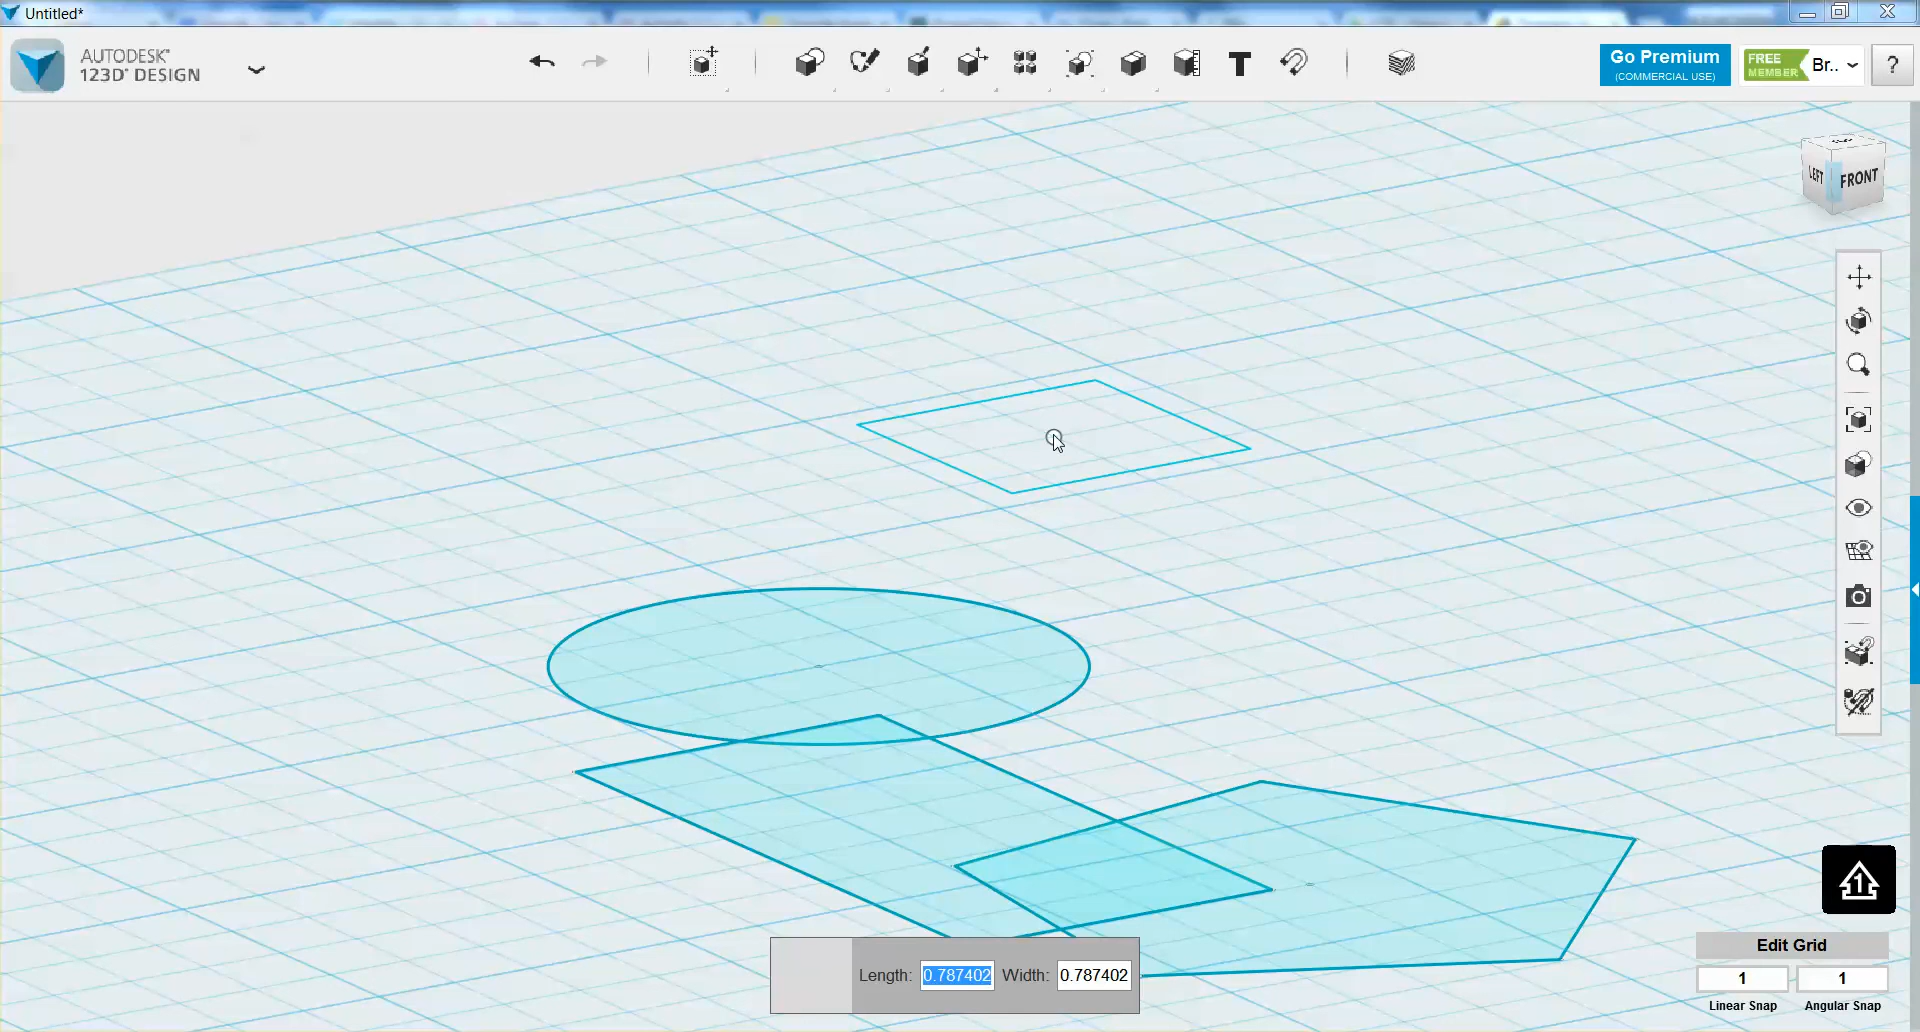 Untitled*
AUTODESK®
123D® DESIGN
T
Go Premium
(COMMERCIAL USE)
FREE
MEMBER
Br..
?
LEFT
FRONT
1
Length: 0.787402 Width: 0.787402
Edit Grid
1 1
Linear Snap Angular Snap